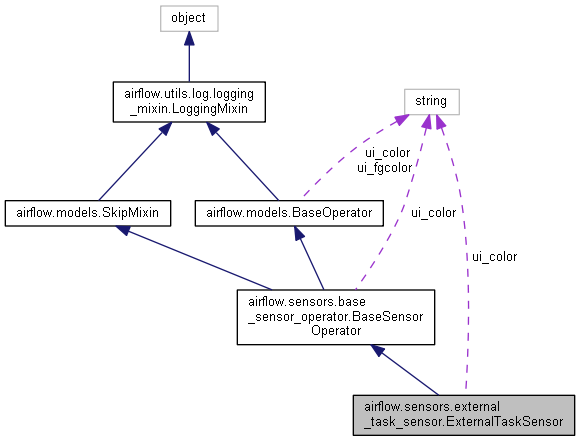 object
airflow.utils.log.logging
_mixin.LoggingMixin
string
ui_color
ui_fgcolor
airflow.models.SkipMixin
airflow.models.BaseOperator
ui_color
ui_color
airflow.sensors.base
_sensor_operator.BaseSensor
Operator
airflow.sensors.external
_task_sensor.ExternalTaskSensor